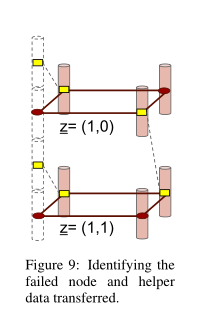 z= (1,0)
z= (1,1)
Figure 9: Identifying the
failed node and helper
data transferred.